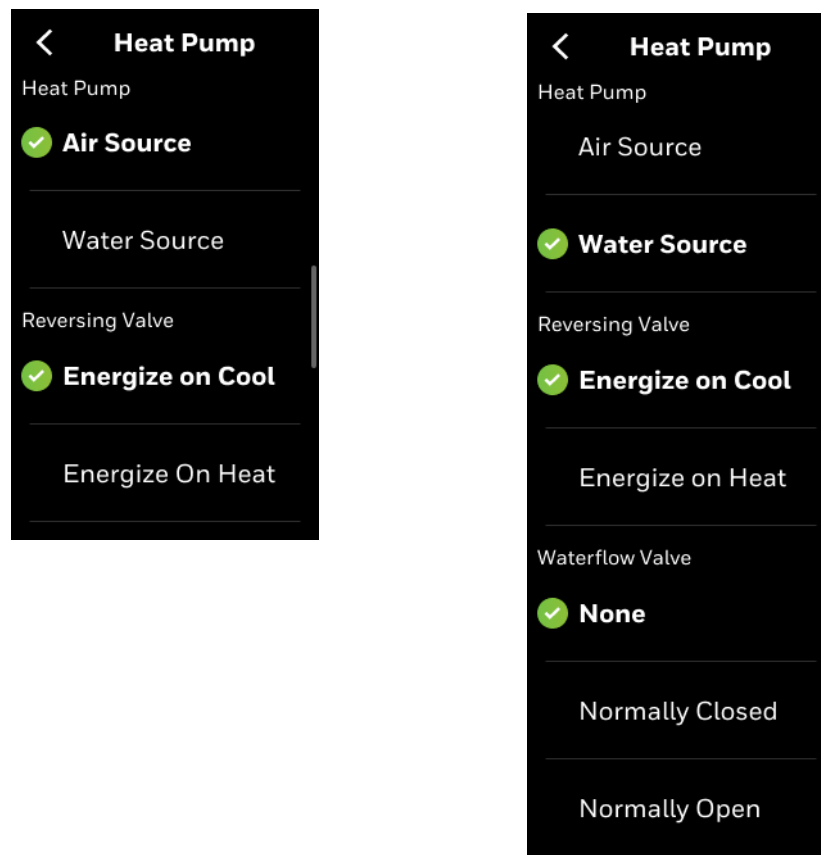 Heat Pump
Heat Pump
Air Source
Water Source
Reversing Valve
Energize on Cool
Energize On Heat
Heat Pump
Heat Pump
Air Source
Water Source
Reversing Valve
Energize on Cool
Energize on Heat
Waterflow Valve
None
Normally Closed
Normally Open